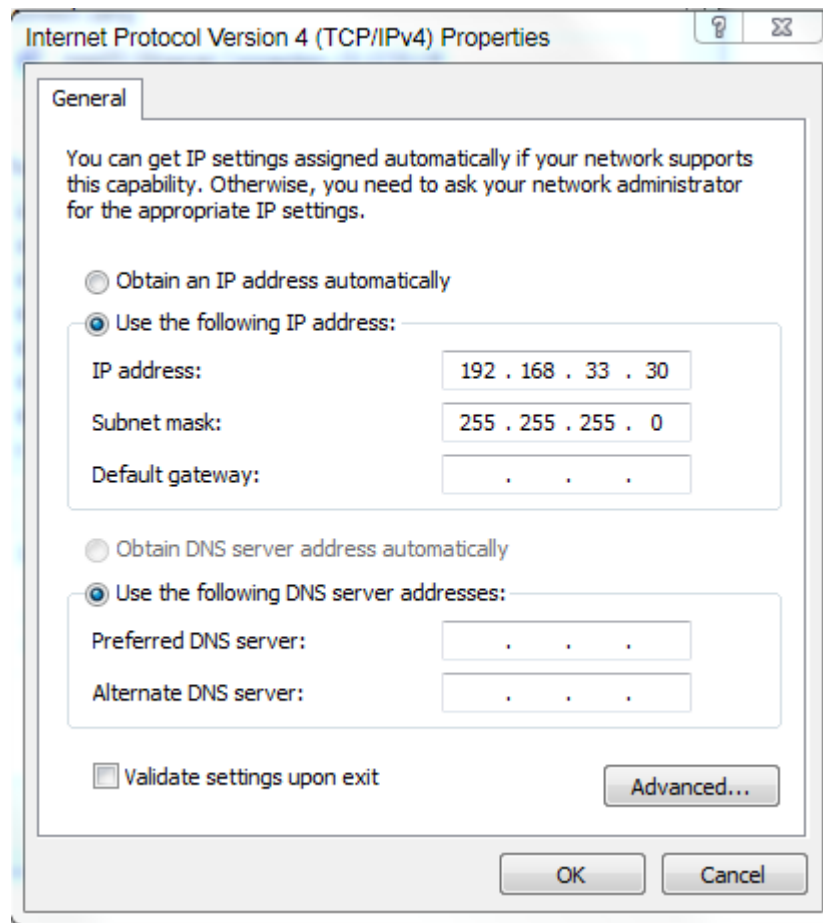 Internet Protocol Version 4 (TCP/IPv4) Properties
General
You can get IP settings assigned automatically if your network supports
this capability. Otherwise, you need to ask your network administrator
for the appropriate IP settings.
Obtain an IP address automatically
Use the following IP address:
IP address: 192 . 168 . 33 . 30
Subnet mask: 255 . 255 . 255 . 0
Default gateway: . . .
Obtain DNS server address automatically
Use the following DNS server addresses:
Preferred DNS server: . . .
Alternate DNS server: . . .
Validate settings upon exit
Advanced...
OK Cancel